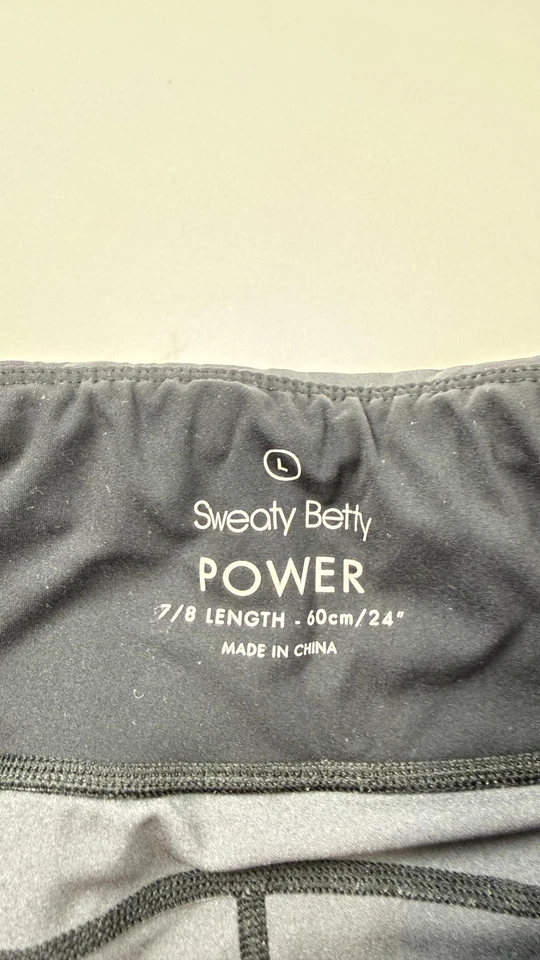 L
Sweaty Betty
POWER
7/8 LENGTH - 60cm/24"
MADE IN CHINA